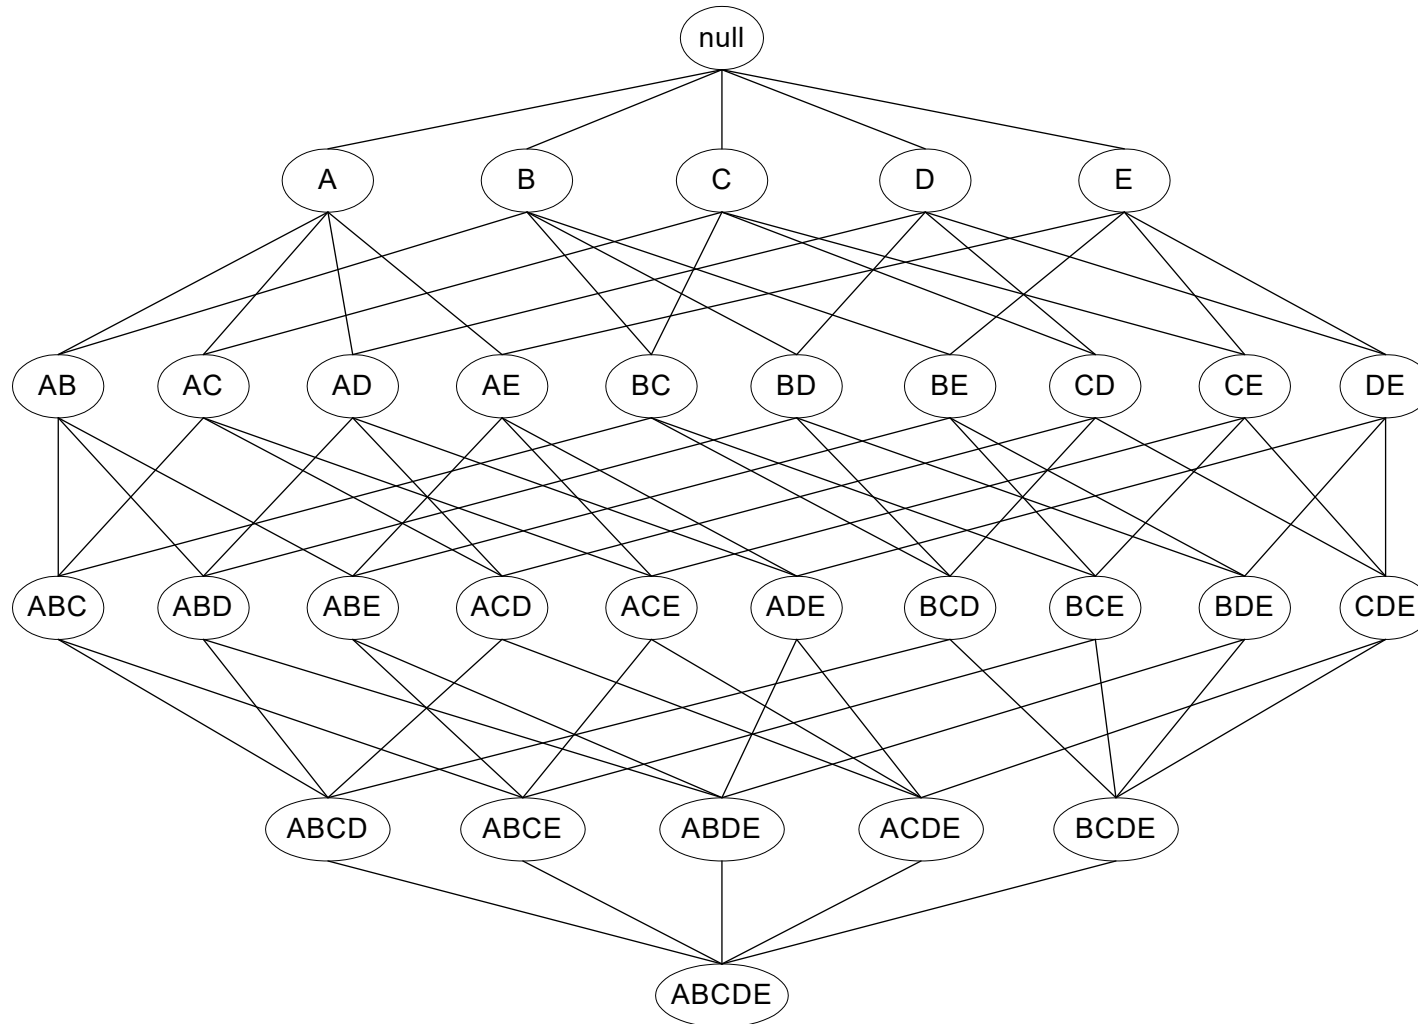 null
A B C D E
AB AC AD AE BC BD BE CD CE DE
ABC ABD ABE ACD ACE ADE BCD BCE BDE CDE
ABCD ABCE ABDE ACDE BCDE
ABCDE